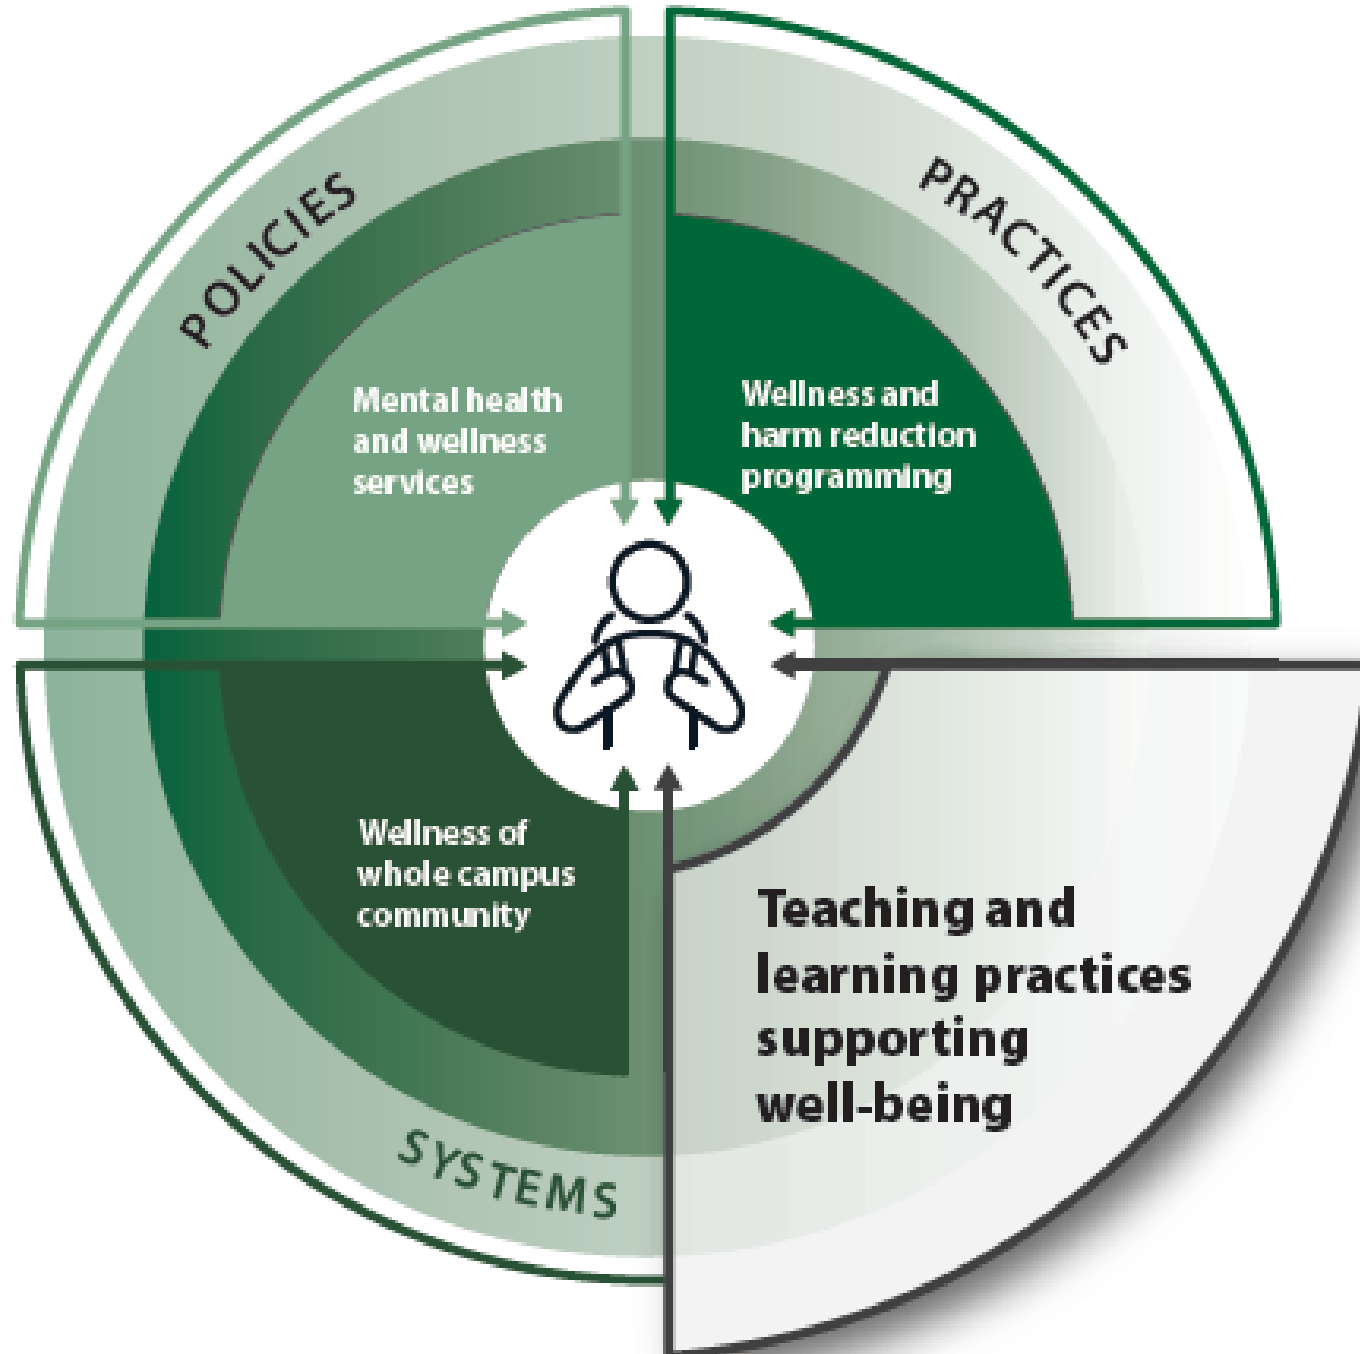 POLICIES
PRACTICES
Mental health
and wellness
services
Wellness and
harm reduction
programming
Wellness of
whole campus
community
Teaching and
learning practices
supporting
well-being
SYSTEMS